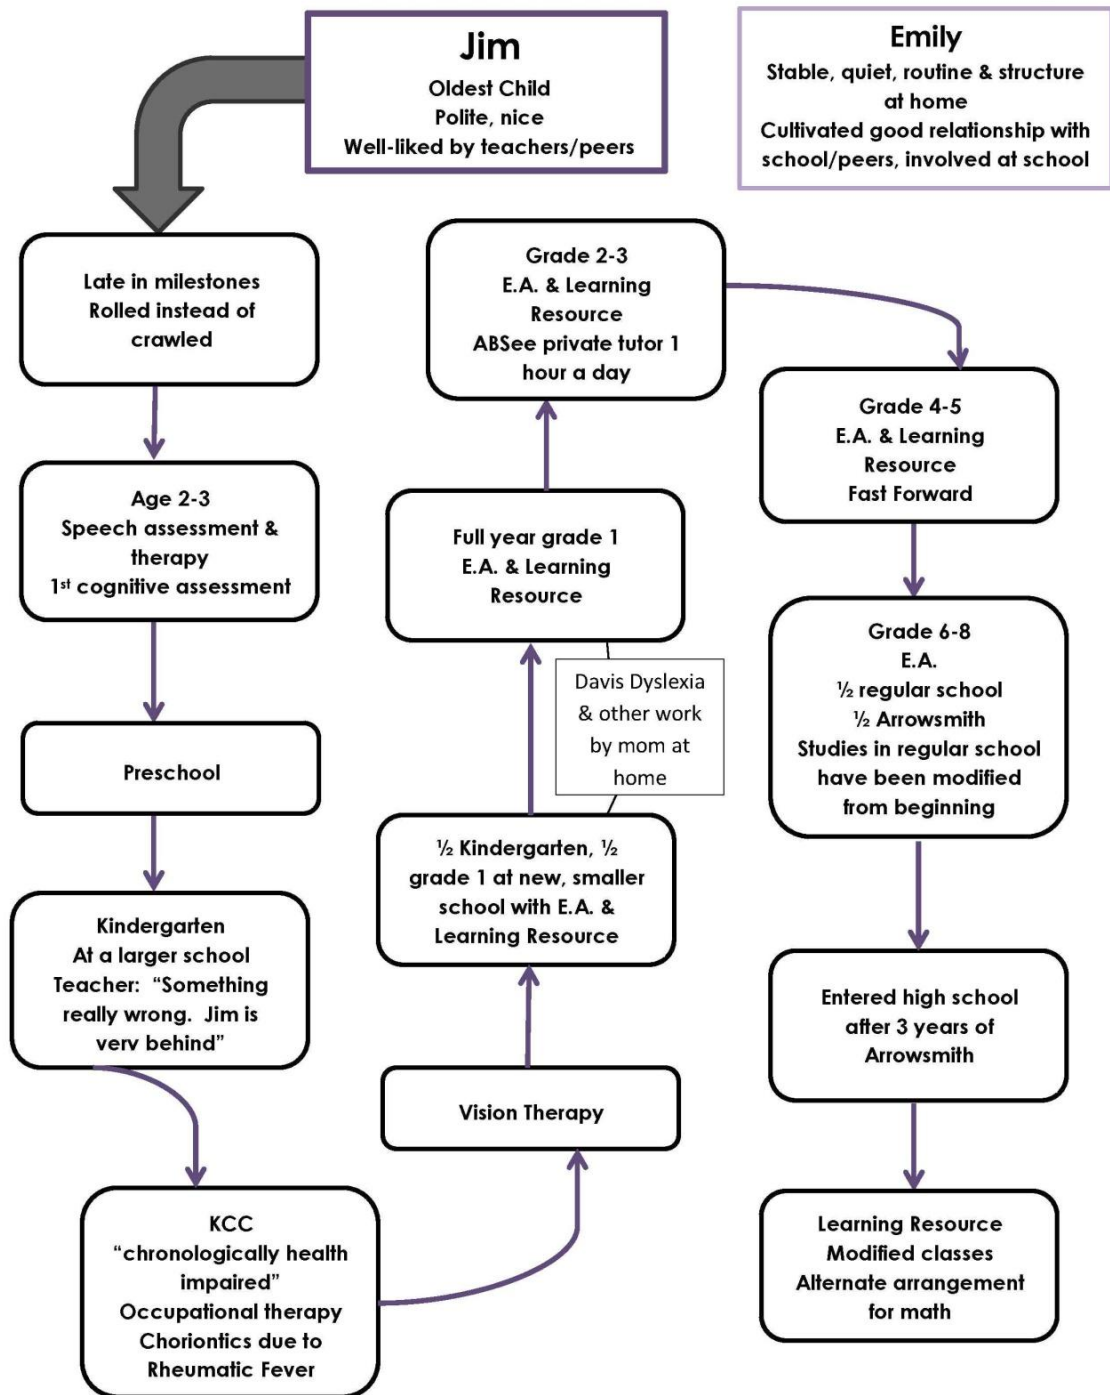 Jim
Oldest Child
Polite, nice
Well-liked by teachers/peers
Emily
Stable, quiet, routine & structure
at home
Cultivated good relationship with
school/peers, involved at school
Late in milestones
Rolled instead of
crawled
Age 2-3
Speech assessment &
therapy
1st cognitive assessment
Preschool
Kindergarten
At a larger school
Teacher: “Something
really wrong. Jim is
very behind”
KCC
“chronologically health
impaired”
Occupational therapy
Choriontics due to
Rheumatic Fever
Vision Therapy
½ Kindergarten, ½
grade 1 at new, smaller
school with E.A. &
Learning Resource
Davis Dyslexia
& other work
by mom at
home
Full year grade 1
E.A. & Learning
Resource
Grade 2-3
E.A. & Learning
Resource
ABSee private tutor 1
hour a day
Grade 4-5
E.A. & Learning
Resource
Fast Forward
Grade 6-8
E.A.
½ regular school
½ Arrowsmith
Studies in regular school
have been modified
from beginning
Entered high school
after 3 years of
Arrowsmith
Learning Resource
Modified classes
Alternate arrangement
for math